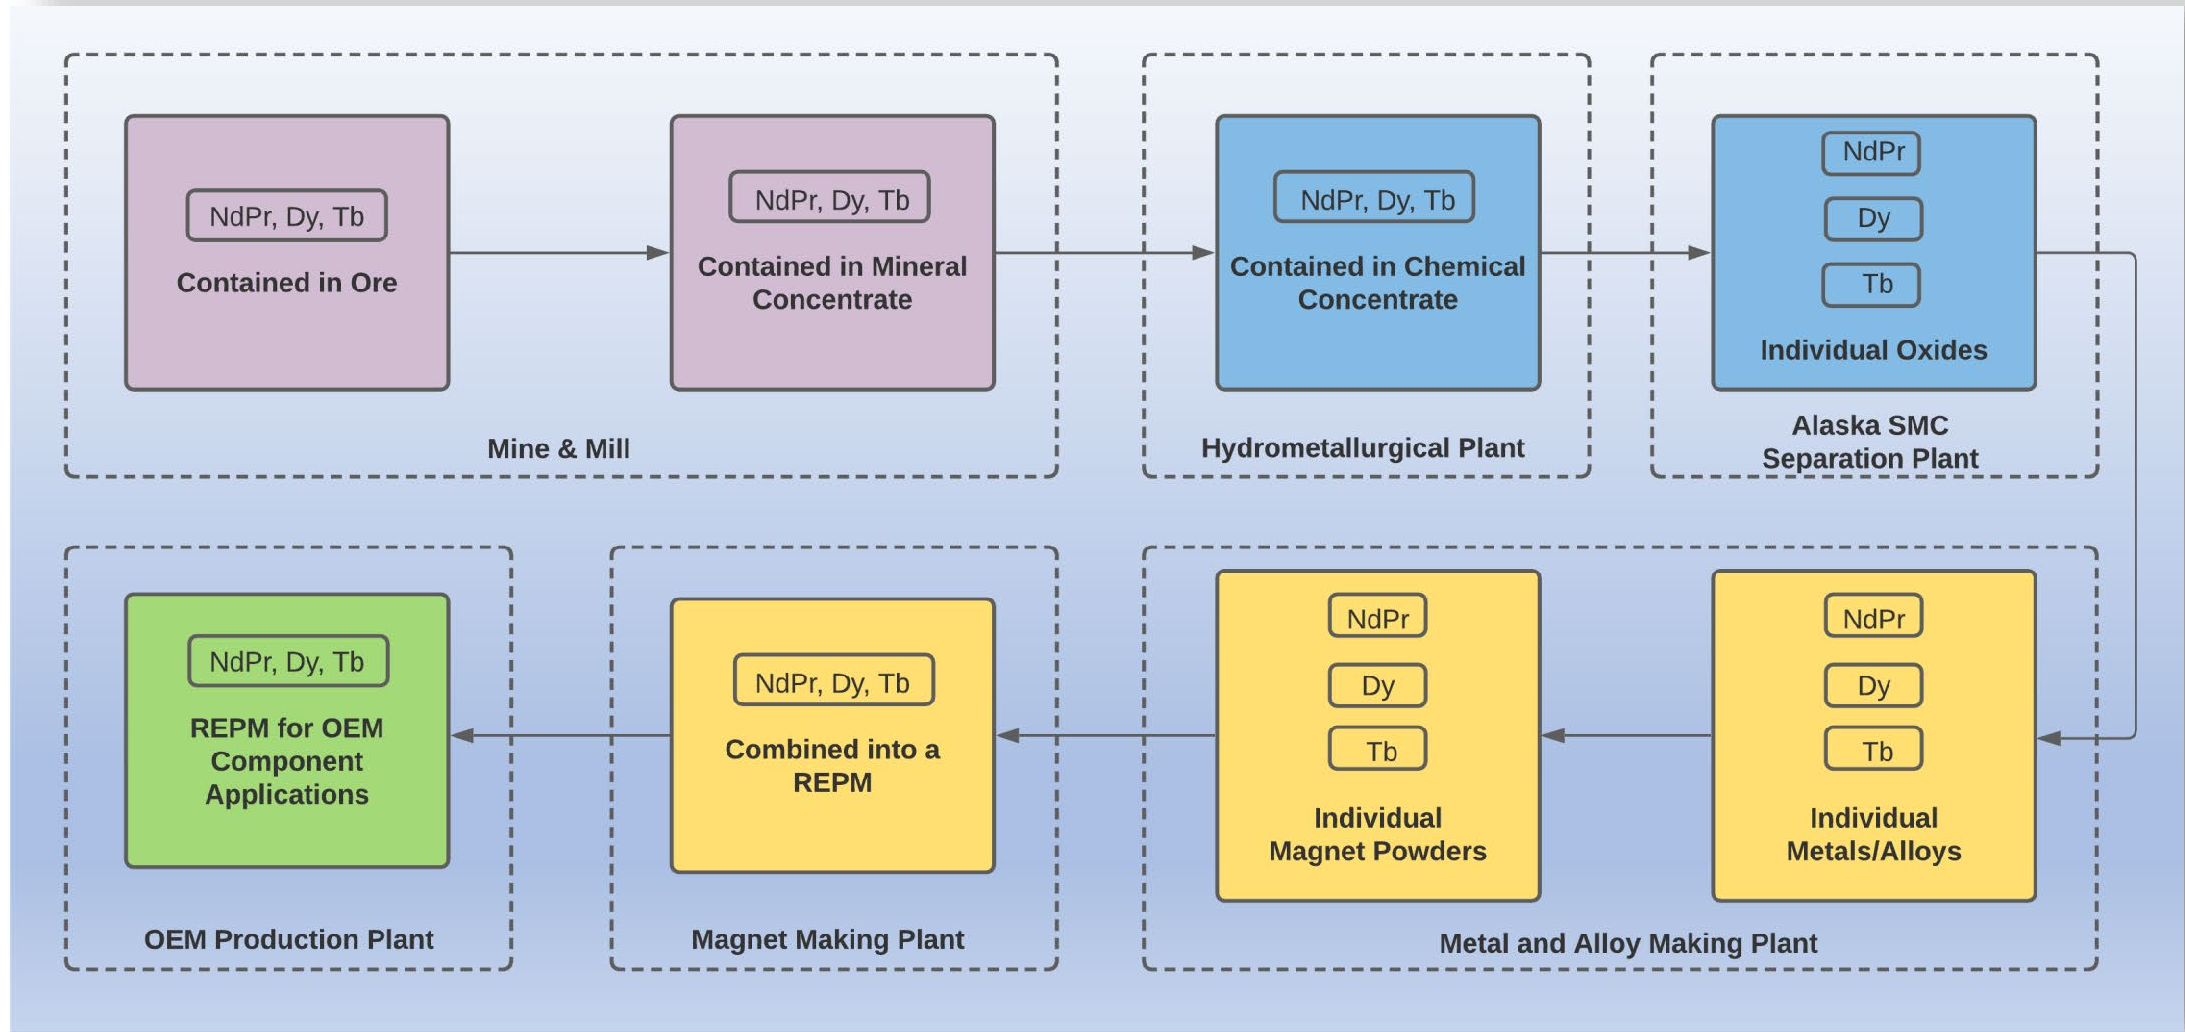 NdPr, Dy, Tb
Contained in Ore
NdPr, Dy, Tb
Contained in Mineral
Concentrate
Mine & Mill
NdPr, Dy, Tb
Contained in Chemical
Concentrate
Hydrometallurgical Plant
NdPr
Dy
Tb
Individual Oxides
Alaska SMC
Separation Plant
NdPr
Dy
Tb
Individual
Metals/Alloys
NdPr
Dy
Tb
Individual
Magnet Powders
Metal and Alloy Making Plant
NdPr, Dy, Tb
Combined into a
REPM
Magnet Making Plant
NdPr, Dy, Tb
REPM for OEM
Component
Applications
OEM Production Plant